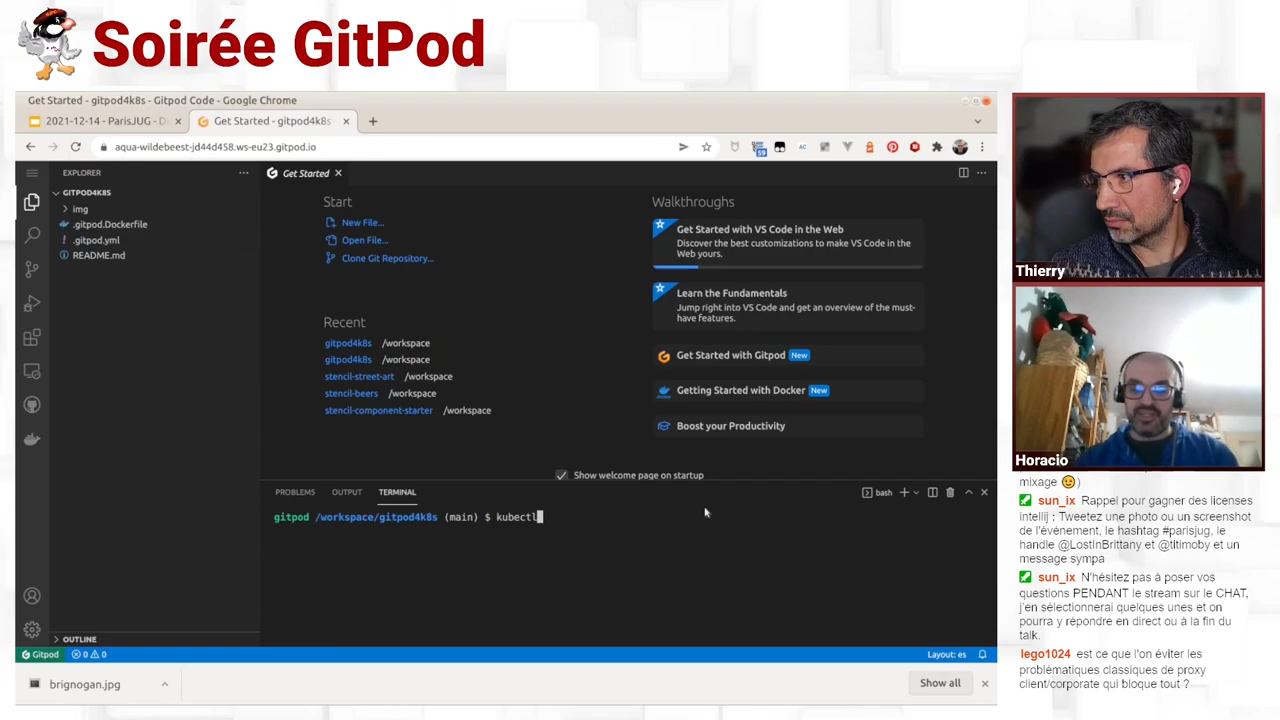 Soirée GitPod
Get Started - gitpod4k8s - Gitpod Code - Google Chrome
2021-12-14 - ParisJUG - D
Get Started - gitpod4k8s
aqua-wildebeest-jd44d458.ws-eu23.gitpod.io
59
EXPLORER
GITPOD4K8S
img
.gitpod.Dockerfile
.gitpod.yml
README.md
OUTLINE
Get Started
Start
New File...
Open File...
Clone Git Repository...
Recent
gitpod4k8s /workspace
gitpod4k8s /workspace
stencil-street-art /workspace
stencil-beers /workspace
stencil-component-starter /workspace
Walkthroughs
Get Started with VS Code in the Web
Discover the best customizations to make VS Code in the
Web yours.
Learn the Fundamentals
Jump right into VS Code and get an overview of the must-
have features.
Get Started with Gitpod New
Getting Started with Docker New
Boost your Productivity
Show welcome page on startup
PROBLEMS OUTPUT TERMINAL
bash
gitpod /workspace/gitpod4k8s (main) $ kubectl
Gitpod 0 0
Layout: es
brignogan.jpg
Show all
Thierry
Horacio
mixage 😉)
sun_ix Rappel pour gagner des licenses
intellij : Tweetez une photo ou un screenshot
de l'événement, le hashtag #parisjug, le
handle @LostInBrittany et @titimoby et un
message sympa
sun_ix N'hésitez pas à poser vos
questions PENDANT le stream sur le CHAT,
j'en sélectionnerai quelques unes et on
pourra y répondre en direct ou à la fin du
talk.
lego1024 est ce que l'on éviter les
problématiques classiques de proxy
client/corporate qui bloque tout ?